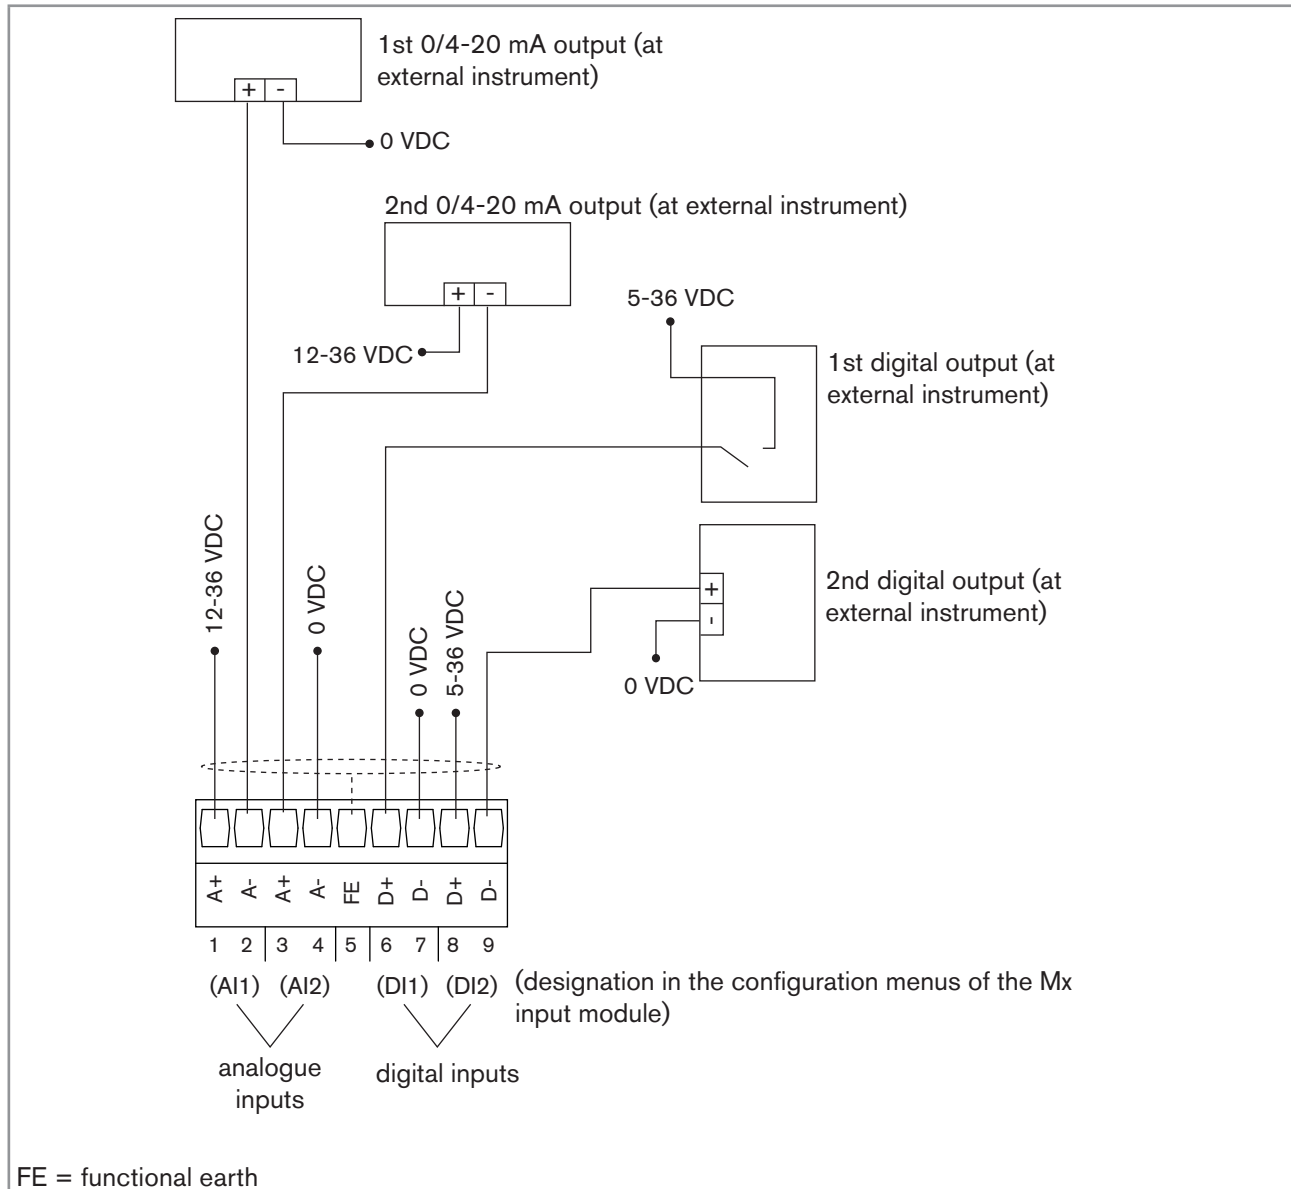 1st 0/4-20 mA output (at
external instrument)
+ -
0 VDC
2nd 0/4-20 mA output (at external instrument)
+ -
12-36 VDC
5-36 VDC
1st digital output (at
external instrument)
2nd digital output (at
external instrument)
+
-
0 VDC
12-36 VDC
0 VDC
0 VDC
5-36 VDC
A+ A- A+ A- FE D+ D- D+ D-
1 2 3 4 5 6 7 8 9
(AI1) (AI2) (DI1) (DI2)
(designation in the configuration menus of the Mx
input module)
analogue
inputs
digital inputs
FE = functional earth